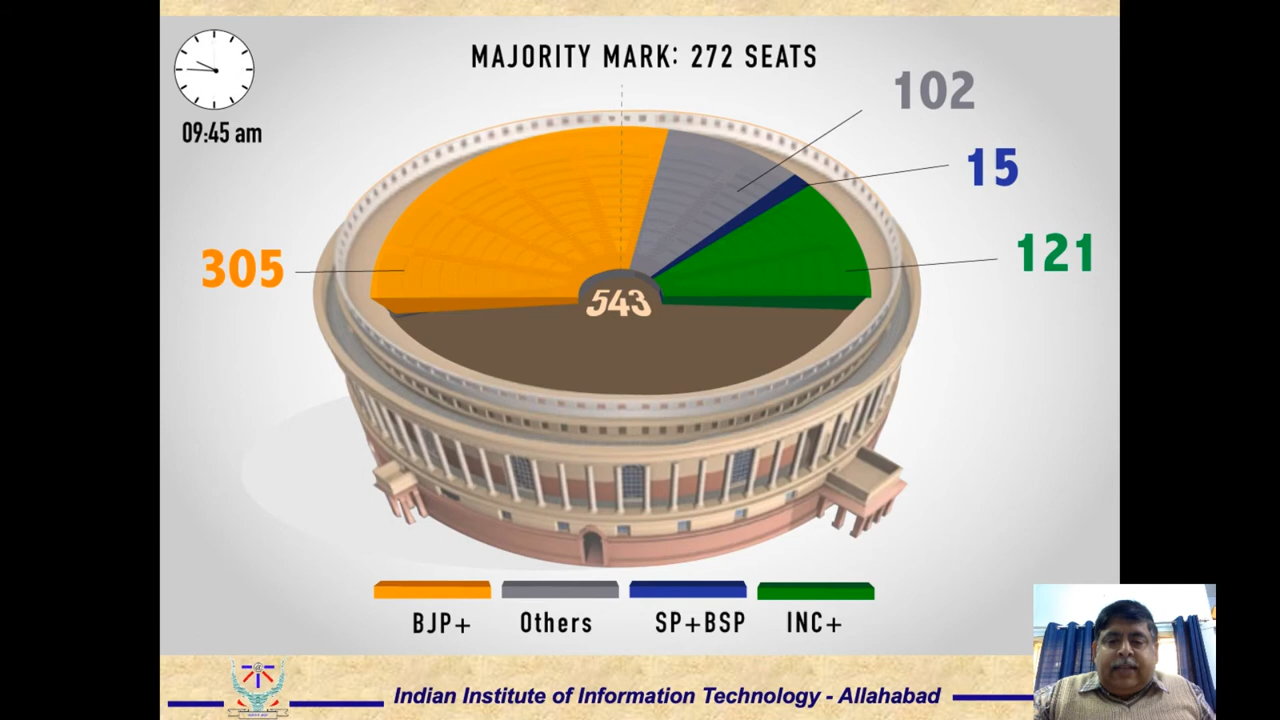 MAJORITY MARK: 272 SEATS
09:45 am
102
15
121
305
543
BJP+
Others
SP+BSP
INC+
Indian Institute of Information Technology - Allahabad